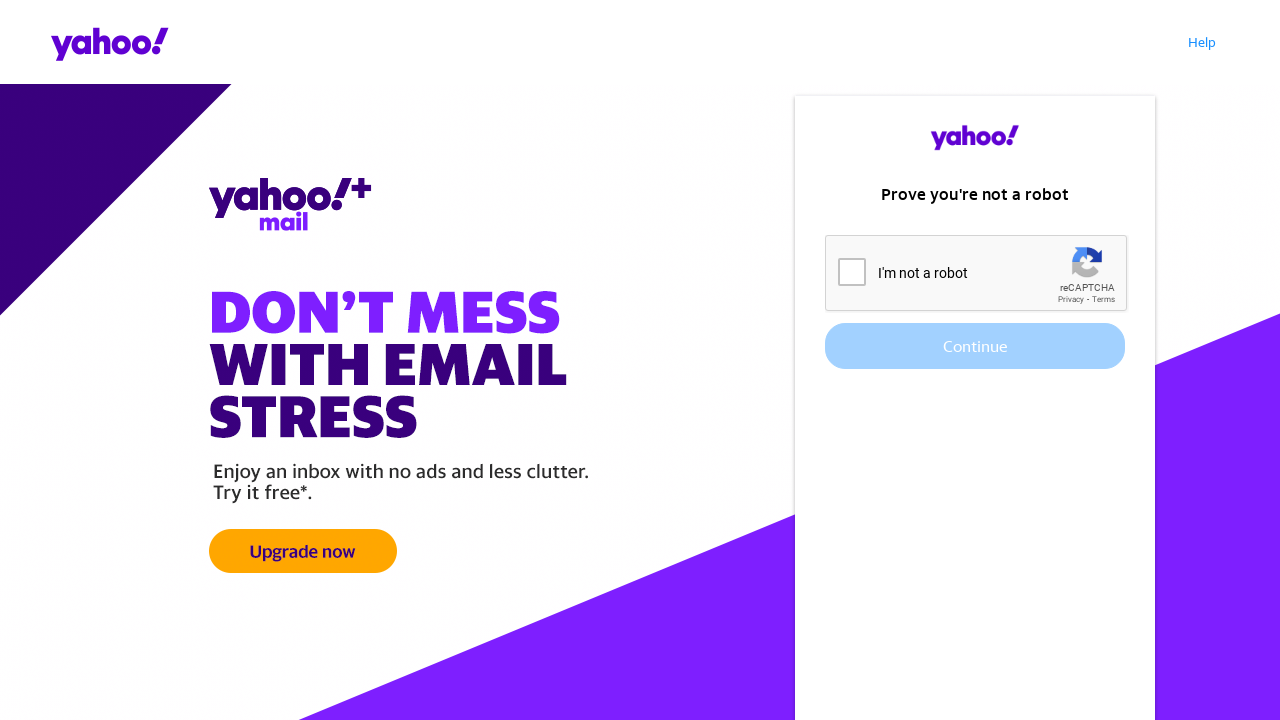 yahoo!
Help
yahoo!+
mail
DON'T MESS
WITH EMAIL
STRESS
Enjoy an inbox with no ads and less clutter.
Try it free*.
Upgrade now
yahoo!
Prove you're not a robot
I'm not a robot
reCAPTCHA
Privacy - Terms
Continue